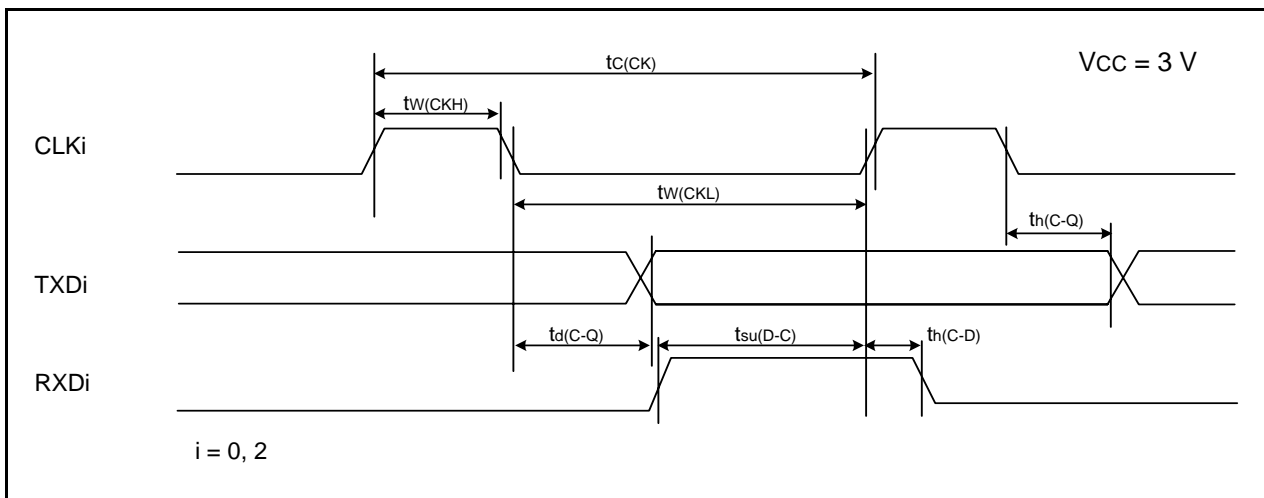 tC(CK)
VCC = 3 V
tW(CKH)
CLKi
tW(CKL)
th(C-Q)
TXDi
td(C-Q)
tsu(D-C)
th(C-D)
RXDi
i = 0, 2